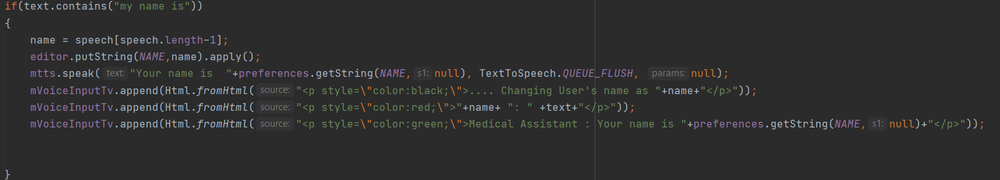 if(text.contains("my name is"))
{
name = speech[speech.length-1];
editor.putString(NAME,name).apply();
mtts.speak( text: "Your name is  "+preferences.getString(NAME, s1: null), TextToSpeech.QUEUE_FLUSH, params: null);
mVoiceInputTv.append(Html.fromHtml( source: "<p style=\"color:black;\">.... Changing User's name as "+name+"</p>"));
mVoiceInputTv.append(Html.fromHtml( source: "<p style=\"color:red;\">"+name+ ": " +text+"</p>"));
mVoiceInputTv.append(Html.fromHtml( source: "<p style=\"color:green;\">Medical Assistant : Your name is "+preferences.getString(NAME, s1: null)+"</p>"));
}